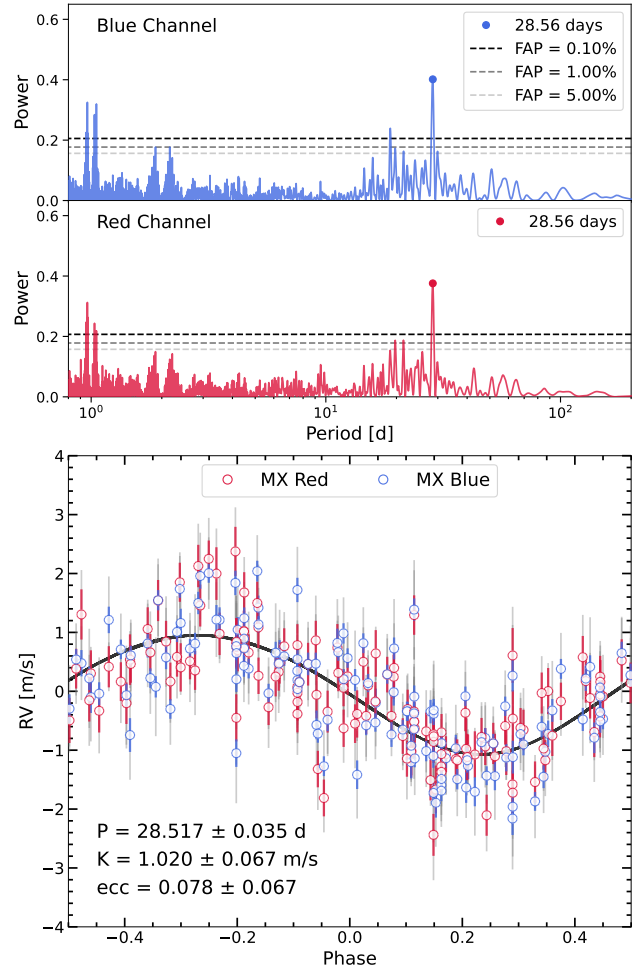 Blue Channel
28.56 days
FAP = 0.10%
FAP = 1.00%
FAP = 5.00%
Power
0.6
0.4
0.2
0.0
Red Channel
28.56 days
Power
0.6
0.4
0.2
0.0
10⁰ 10¹ 10²
Period [d]
MX Red MX Blue
RV [m/s]
4
3
2
1
0
−1
−2
−3
−4
P = 28.517 ± 0.035 d
K = 1.020 ± 0.067 m/s
ecc = 0.078 ± 0.067
−0.4 −0.2 0.0 0.2 0.4
Phase